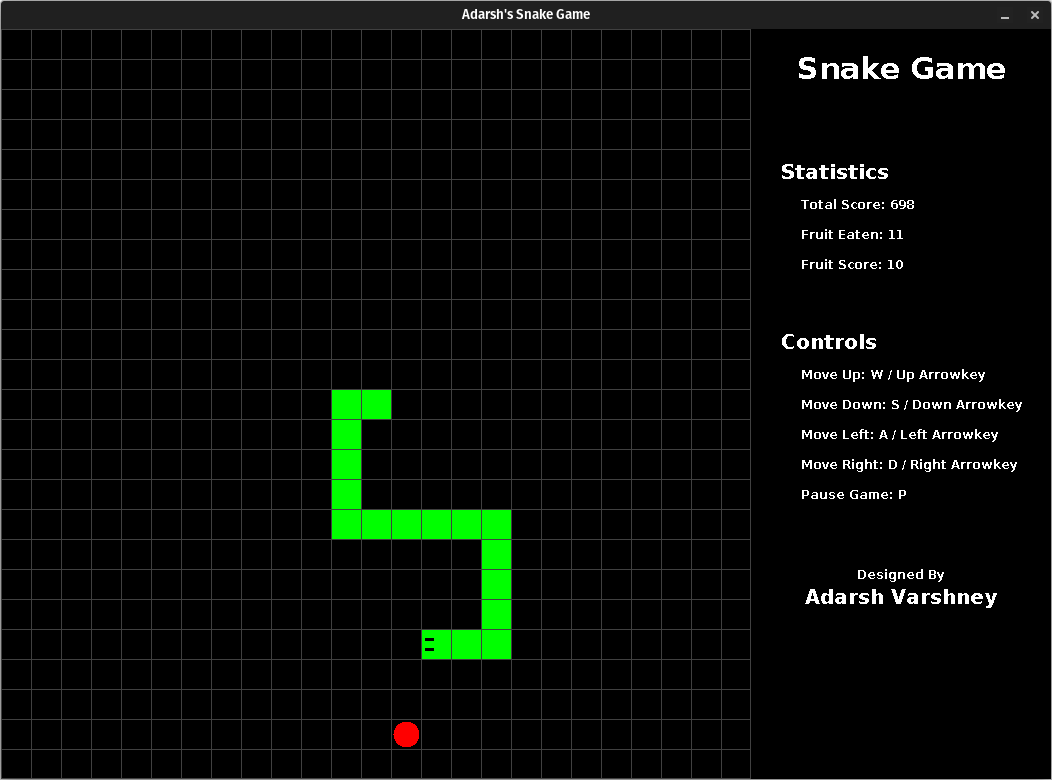 Adarsh's Snake Game
Snake Game
Statistics
Total Score: 698
Fruit Eaten: 11
Fruit Score: 10
Controls
Move Up: W / Up Arrowkey
Move Down: S / Down Arrowkey
Move Left: A / Left Arrowkey
Move Right: D / Right Arrowkey
Pause Game: P
Designed By
Adarsh Varshney